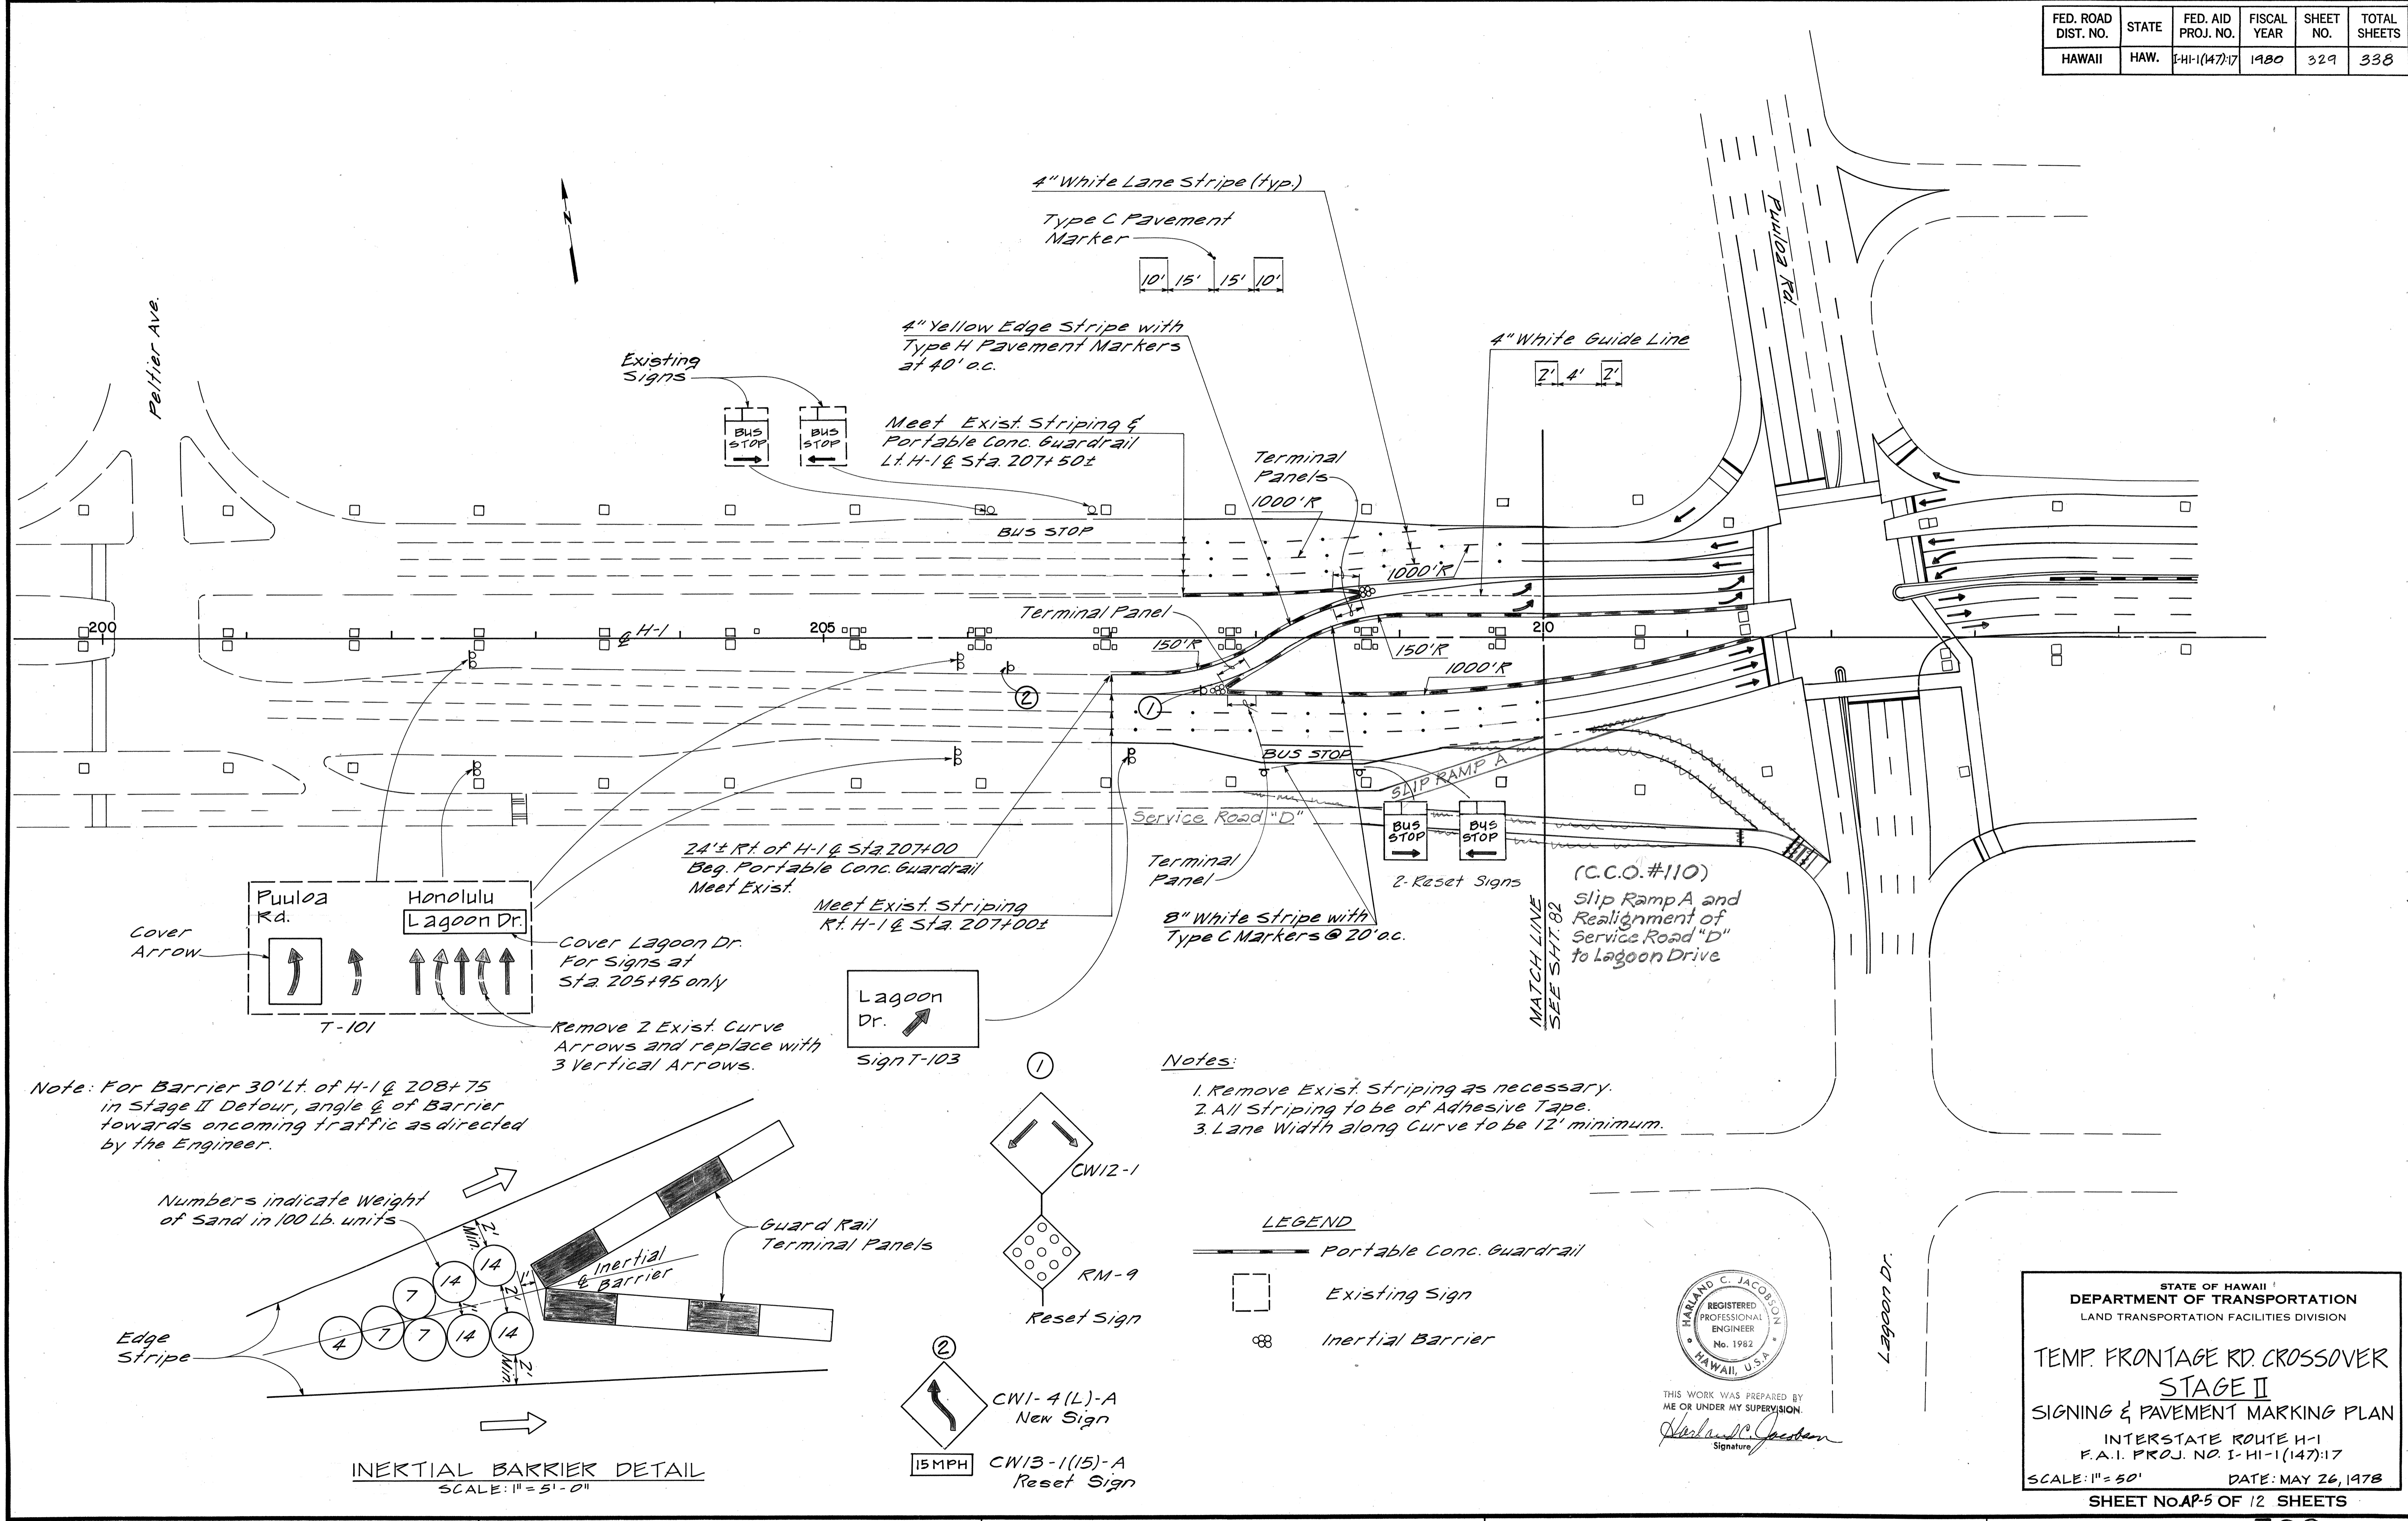 FED. ROAD DIST. NO.
STATE
FED. AID PROJ. NO.
FISCAL YEAR
SHEET NO.
TOTAL SHEETS
HAWAII
HAW.
I-HI-1(147):17
1980
329
338
Peltier Ave.
N
4" White Lane Stripe (typ.)
Type C Pavement
Marker
10' 15' 15' 10'
4" Yellow Edge Stripe with
Type H Pavement Markers
at 40' o.c.
4" White Guide Line
2' 4' 2'
Puuloa Rd.
Existing
Signs
BUS
STOP
BUS
STOP
Meet Exist. Striping &
Portable Conc. Guardrail
Lt. H-1 ℄ Sta. 207+50±
Terminal
Panels
1000'R
BUS STOP
1000'R
Terminal Panel
200
℄ H-1
205
210
150'R
150'R
1000'R
2
1
BUS STOP
SLIP RAMP A
Service Road "D"
24'± Rt. of H-1 ℄ Sta. 207+00
Beg. Portable Conc. Guardrail
Meet Exist.
Meet Exist. Striping
Rt. H-1 ℄ Sta. 207+00±
Terminal
Panel
BUS
STOP
BUS
STOP
2-Reset Signs
8" White Stripe with
Type C Markers @ 20' o.c.
(C.C.O. #110)
Slip Ramp A and
Realignment of
Service Road "D"
to Lagoon Drive
MATCH LINE
SEE SHT. 82
Puuloa
Rd.
Honolulu
Lagoon Dr.
Cover
Arrow
Cover Lagoon Dr.
For Signs at
Sta. 205+95 only
T-101
Remove 2 Exist. Curve
Arrows and replace with
3 Vertical Arrows.
Lagoon
Dr.
Sign T-103
Note: For Barrier 30' Lt. of H-1 ℄ 208+75
in Stage II Detour, angle ℄ of Barrier
towards oncoming traffic as directed
by the Engineer.
Numbers indicate Weight
of Sand in 100 Lb. units
2'
Min.
Guard Rail
Terminal Panels
℄ Inertial
Barrier
1'
2'
1'
4 7 7 7 14 14 14 14
2'
Min.
Edge
Stripe
INERTIAL BARRIER DETAIL
SCALE: 1" = 5'-0"
1
CW12-1
RM-9
Reset Sign
2
CW1-4(L)-A
New Sign
15 MPH
CW13-1(15)-A
Reset Sign
Notes:
1. Remove Exist. Striping as necessary.
2. All Striping to be of Adhesive Tape.
3. Lane Width along Curve to be 12' minimum.
LEGEND
Portable Conc. Guardrail
Existing Sign
Inertial Barrier
HARLAND C. JACOBSON
REGISTERED
PROFESSIONAL
ENGINEER
No. 1982
HAWAII, U.S.A
THIS WORK WAS PREPARED BY
ME OR UNDER MY SUPERVISION.
Harland C. Jacobson
Signature
Lagoon Dr.
STATE OF HAWAII
DEPARTMENT OF TRANSPORTATION
LAND TRANSPORTATION FACILITIES DIVISION
TEMP. FRONTAGE RD. CROSSOVER
STAGE II
SIGNING & PAVEMENT MARKING PLAN
INTERSTATE ROUTE H-1
F.A.I. PROJ. NO. I-HI-1(147):17
SCALE: 1" = 50' DATE: MAY 26, 1978
SHEET No. AP-5 OF 12 SHEETS